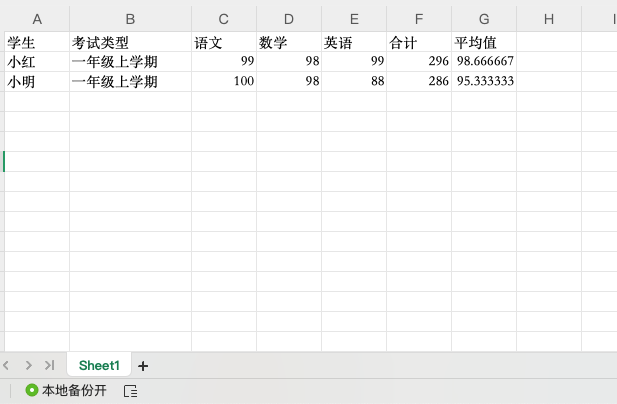 A B C D E F G H I
学生 考试类型 语文 数学 英语 合计 平均值
小红 一年级上学期 99 98 99 296 98.666667
小明 一年级上学期 100 98 88 286 95.333333
Sheet1 +
本地备份开